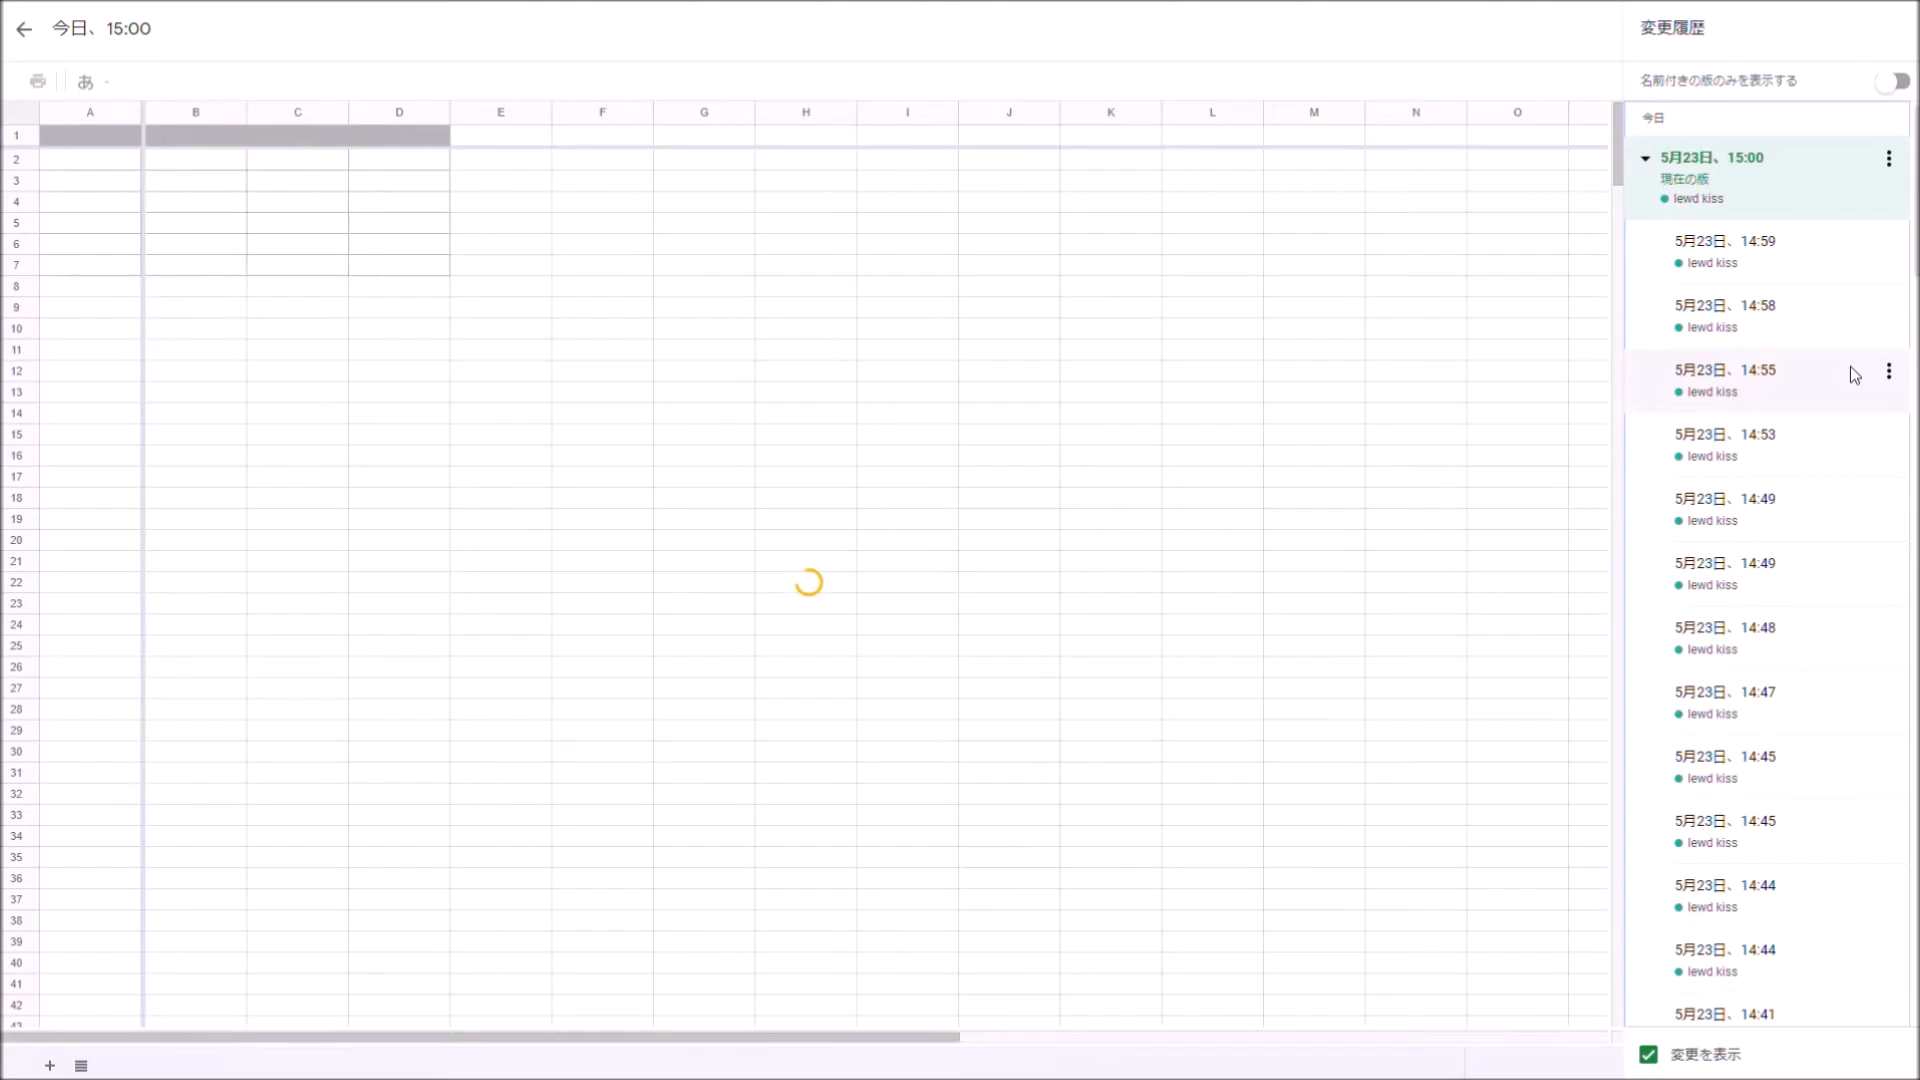 今日、15:00
変更履歴
あ
名前付きの版のみを表示する
A B C D E F G H I J K L M N O
今日
1
2
3
4
5
6
7
8
9
10
11
12
13
14
15
16
17
18
19
20
21
22
23
24
25
26
27
28
29
30
31
32
33
34
35
36
37
38
39
40
41
42
43
5月23日、15:00
現在の版
lewd kiss
5月23日、14:59
lewd kiss
5月23日、14:58
lewd kiss
5月23日、14:55
lewd kiss
5月23日、14:53
lewd kiss
5月23日、14:49
lewd kiss
5月23日、14:49
lewd kiss
5月23日、14:48
lewd kiss
5月23日、14:47
lewd kiss
5月23日、14:45
lewd kiss
5月23日、14:45
lewd kiss
5月23日、14:44
lewd kiss
5月23日、14:44
lewd kiss
5月23日、14:41
変更を表示